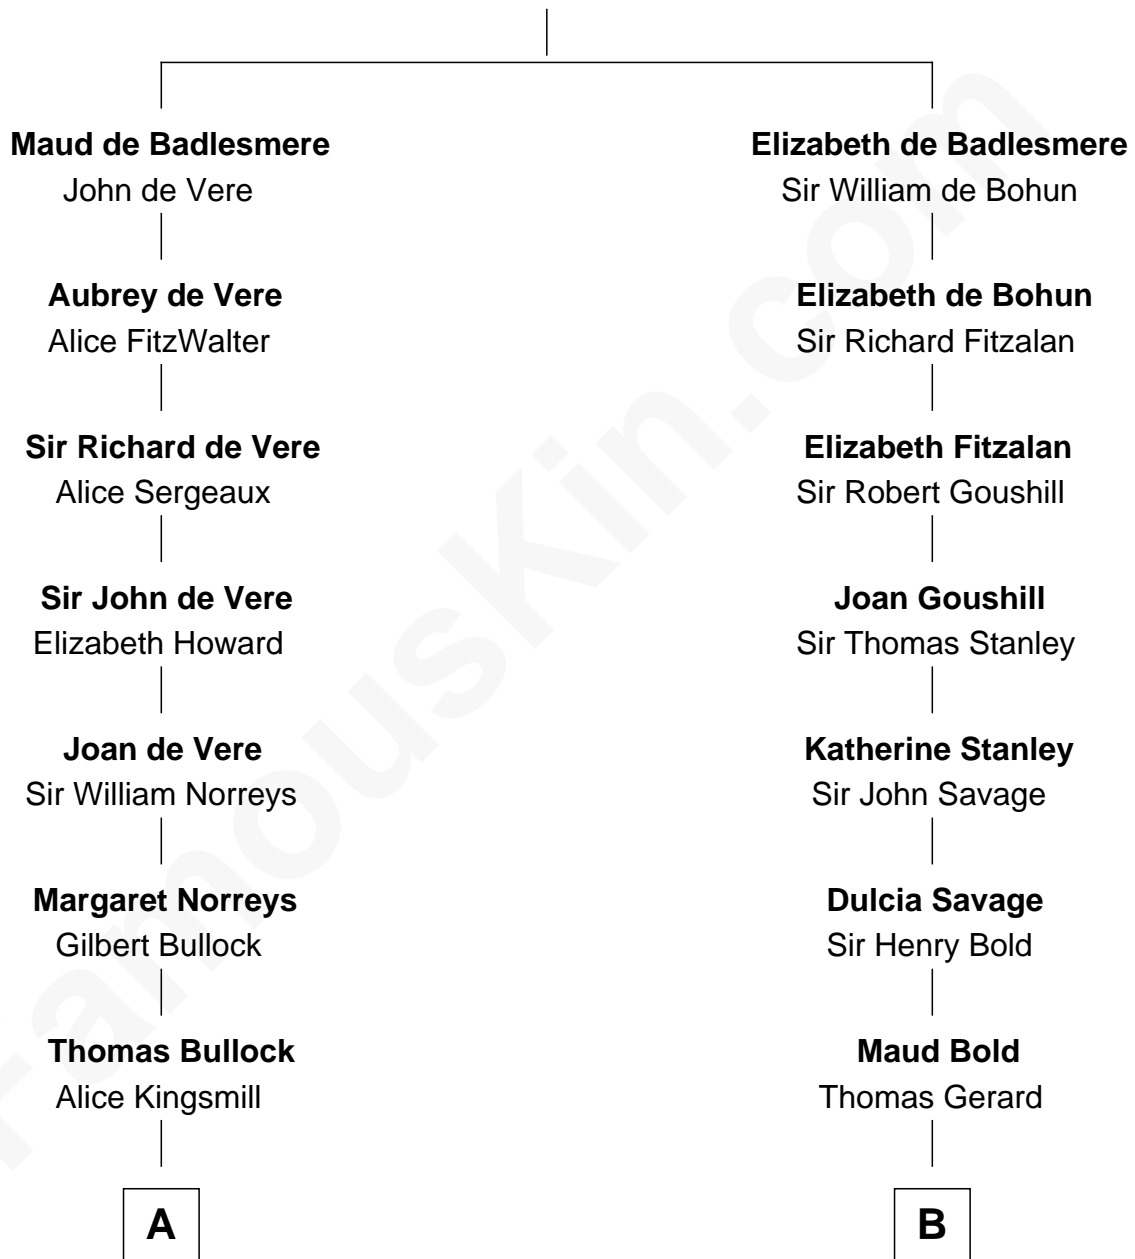 Maud de Badlesmere
John de Vere
Aubrey de Vere
Alice FitzWalter
Sir Richard de Vere
Alice Sergeaux
Sir John de Vere
Elizabeth Howard
Joan de Vere
Sir William Norreys
Margaret Norreys
Gilbert Bullock
Thomas Bullock
Alice Kingsmill
A
Elizabeth de Badlesmere
Sir William de Bohun
Elizabeth de Bohun
Sir Richard Fitzalan
Elizabeth Fitzalan
Sir Robert Goushill
Joan Goushill
Sir Thomas Stanley
Katherine Stanley
Sir John Savage
Dulcia Savage
Sir Henry Bold
Maud Bold
Thomas Gerard
B
FamousKin.com